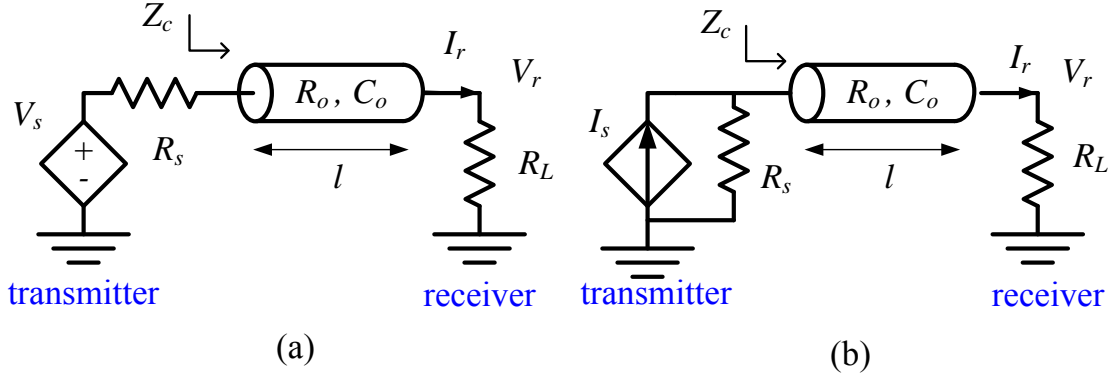 Z_c
I_r
V_r
V_s
R_o, C_o
+
-
R_s
l
R_L
transmitter
receiver
(a)
Z_c
I_r
V_r
I_s
R_o, C_o
R_s
l
R_L
transmitter
receiver
(b)